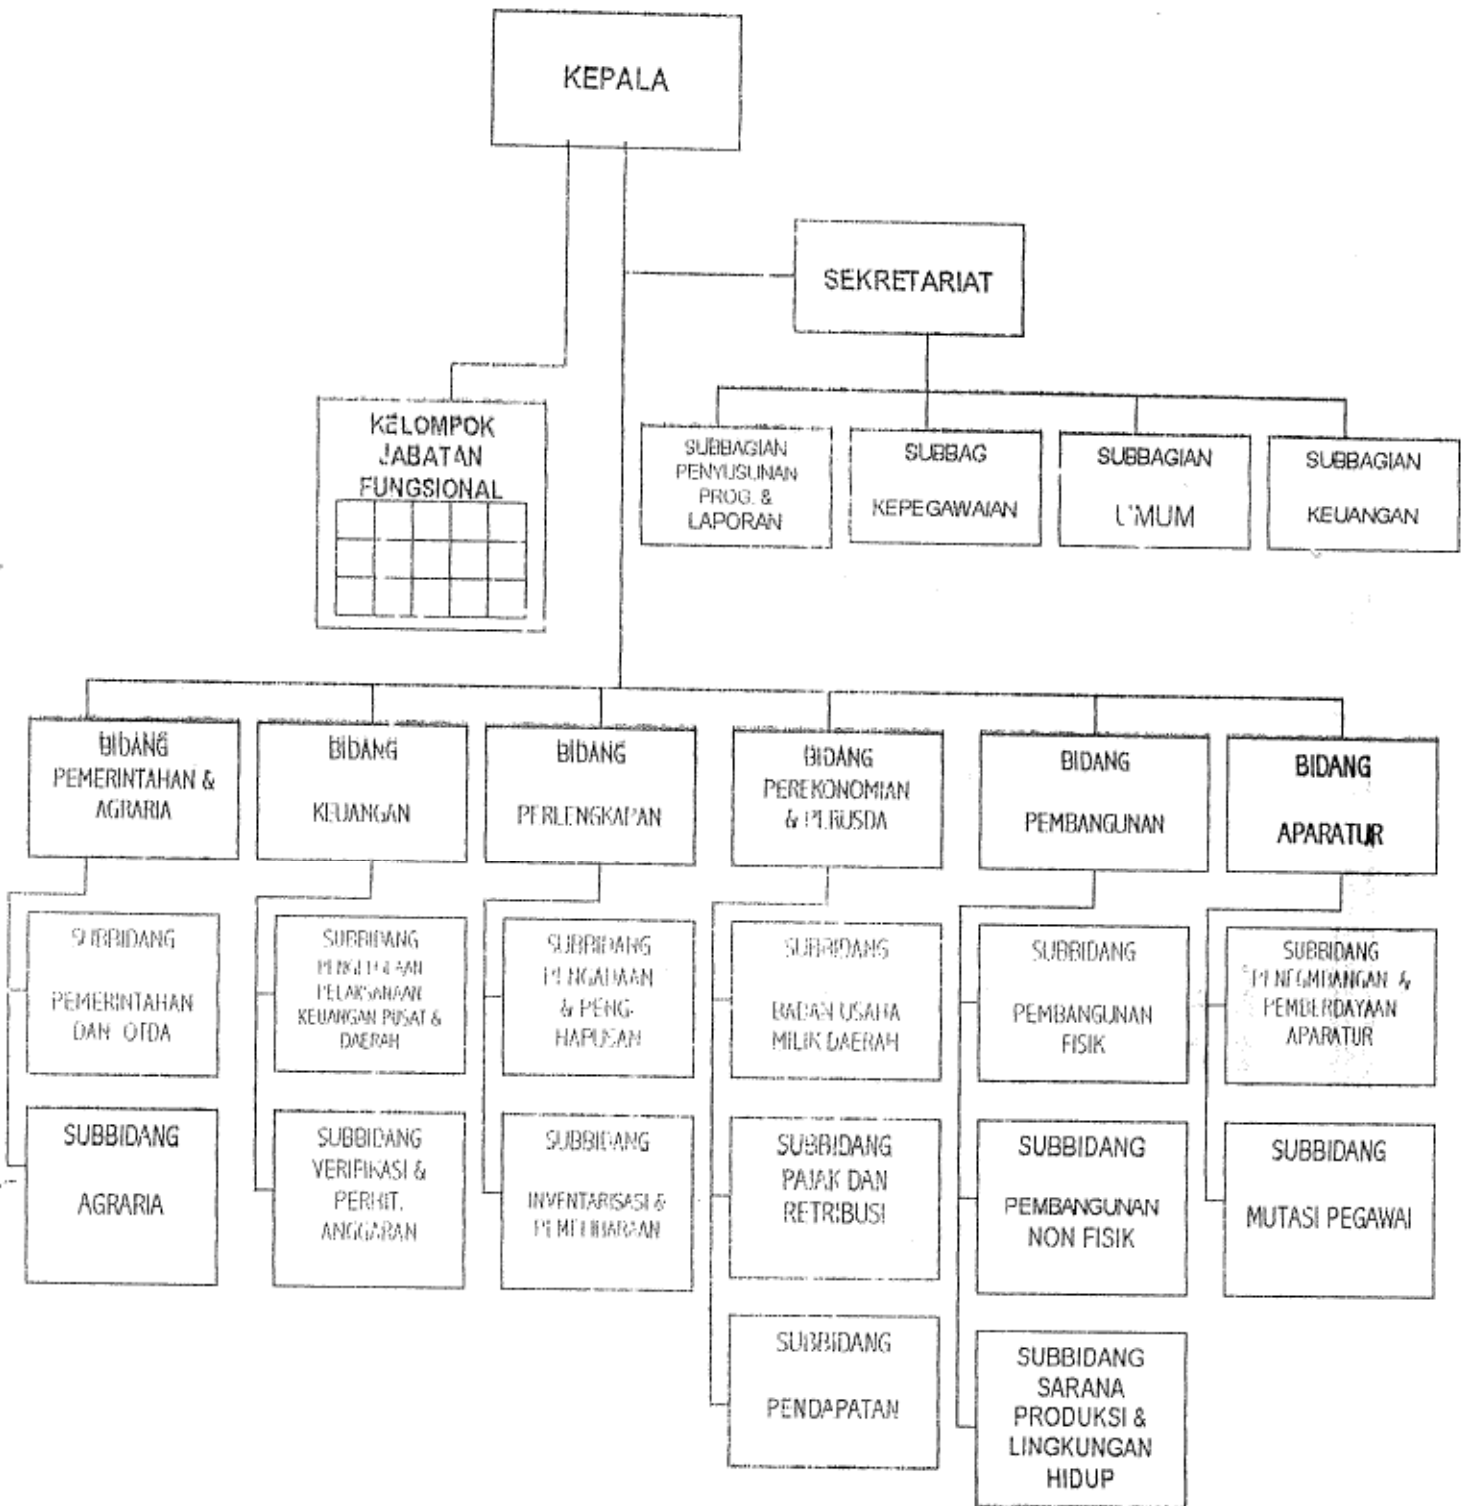 KEPALA
SEKRETARIAT
KELOMPOK
JABATAN
FUNGSIONAL
SUBBAGIAN
PENYUSUNAN
PROG. &
LAPORAN
SUBBAG
KEPEGAWAIAN
SUBBAGIAN
UMUM
SUBBAGIAN
KEUANGAN
BIDANG
PEMERINTAHAN &
AGRARIA
BIDANG
KEUANGAN
BIDANG
PERLENGKAPAN
BIDANG
PEREKONOMIAN
& PERUSDA
BIDANG
PEMBANGUNAN
BIDANG
APARATUR
SUBBIDANG
PEMERINTAHAN
DAN OTDA
SUBBIDANG
PELAKSANAAN
KEUANGAN PUSAT &
DAERAH
SUBBIDANG
PENGADAAN
& PENG-
HAPUSAN
SUBBIDANG
BADAN USAHA
MILIK DAERAH
SUBBIDANG
PEMBANGUNAN
FISIK
SUBBIDANG
&
PEMBERDAYAAN
APARATUR
SUBBIDANG
AGRARIA
SUBBIDANG
VERIFIKASI &
PERHIT.
ANGGARAN
SUBBIDANG
INVENTARISASI &
PEMELIHARAAN
SUBBIDANG
PAJAK DAN
RETRIBUSI
SUBBIDANG
PEMBANGUNAN
NON FISIK
SUBBIDANG
MUTASI PEGAWAI
SUBBIDANG
PENDAPATAN
SUBBIDANG
SARANA
PRODUKSI &
LINGKUNGAN
HIDUP